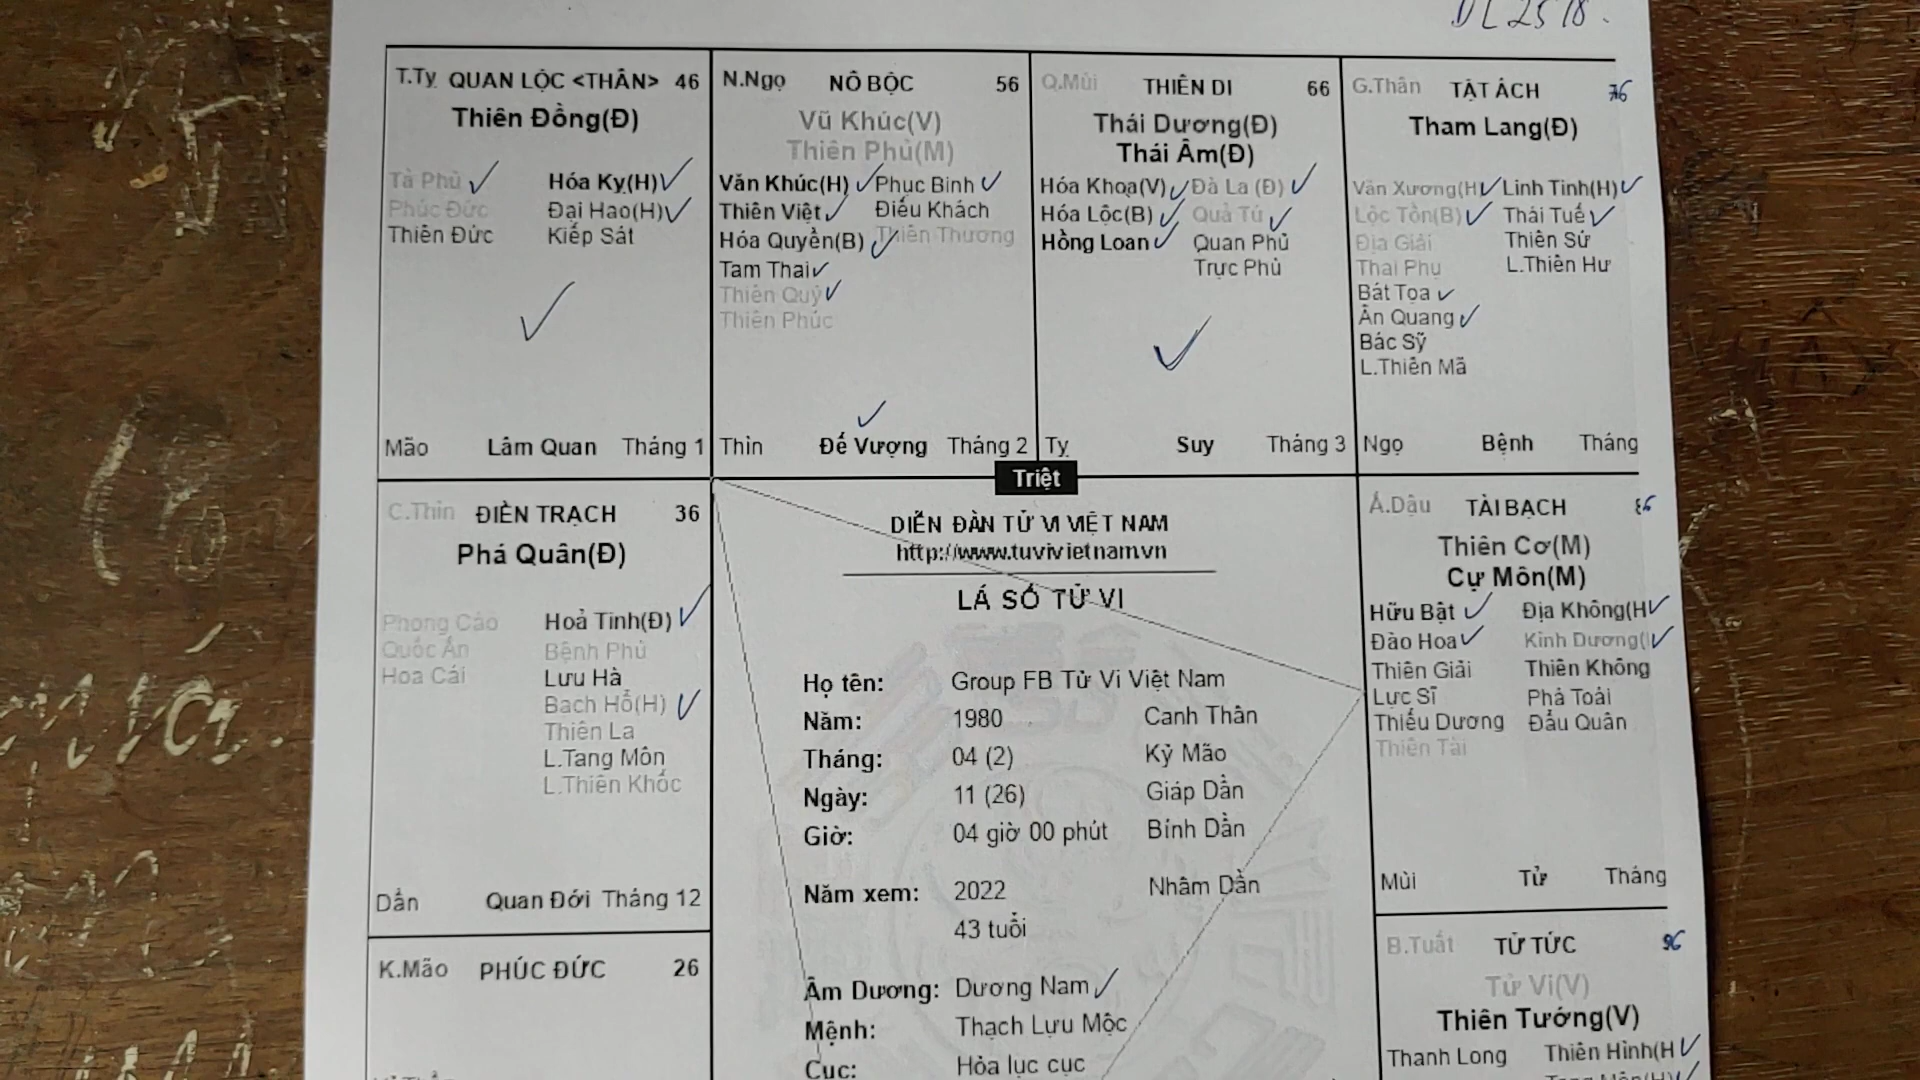 DL 2518.
T.Tỵ QUAN LỘC <THÂN> 46
Thiên Đồng(Đ)
Tả Phù Hóa Kỵ(H)
Phúc Đức Đại Hao(H)
Thiên Đức Kiếp Sát
Mão Lâm Quan Tháng 1
N.Ngọ NÔ BỘC 56
Vũ Khúc(V)
Thiên Phủ(M)
Văn Khúc(H) Phục Binh
Thiên Việt Điếu Khách
Hóa Quyền(B) Thiên Thương
Tam Thai
Thiên Quý
Thiên Phúc
Thìn Đế Vượng Tháng 2
Q.Mùi THIÊN DI 66
Thái Dương(Đ)
Thái Âm(Đ)
Hóa Khoa(V) Đà La (Đ)
Hóa Lộc(B) Quả Tú
Hồng Loan Quan Phủ
Trực Phù
Tỵ Suy Tháng 3
G.Thân TẬT ÁCH 76
Tham Lang(Đ)
Văn Xương(H Linh Tinh(H)
Lộc Tồn(B) Thái Tuế
Địa Giải Thiên Sứ
Thai Phụ L.Thiên Hư
Bát Tọa
Ân Quang
Bác Sỹ
L.Thiên Mã
Ngọ Bệnh Tháng
Triệt
C.Thìn ĐIỀN TRẠCH 36
Phá Quân(Đ)
Phong Cáo Hoả Tinh(Đ)
Quốc Ấn Bệnh Phù
Hoa Cái Lưu Hà
Bạch Hổ(H)
Thiên La
L.Tang Môn
L.Thiên Khốc
Dần Quan Đới Tháng 12
DIỄN ĐÀN TỬ VI VIỆT NAM
http://www.tuvivietnam.vn
LÁ SỐ TỬ VI
Họ tên: Group FB Tử Vi Việt Nam
Năm: 1980 Canh Thân
Tháng: 04 (2) Kỷ Mão
Ngày: 11 (26) Giáp Dần
Giờ: 04 giờ 00 phút Bính Dần
Năm xem: 2022 Nhâm Dần
43 tuổi
Âm Dương: Dương Nam
Mệnh: Thạch Lựu Mộc
Cục: Hỏa lục cục
Ấ.Dậu TÀI BẠCH 86
Thiên Cơ(M)
Cự Môn(M)
Hữu Bật Địa Không(H
Đào Hoa Kình Dương(
Thiên Giải Thiên Không
Lực Sĩ Phá Toái
Thiếu Dương Đẩu Quân
Thiên Tài
Mùi Tử Tháng
K.Mão PHÚC ĐỨC 26
B.Tuất TỬ TỨC 96
Tử Vi(V)
Thiên Tướng(V)
Thanh Long Thiên Hình(H